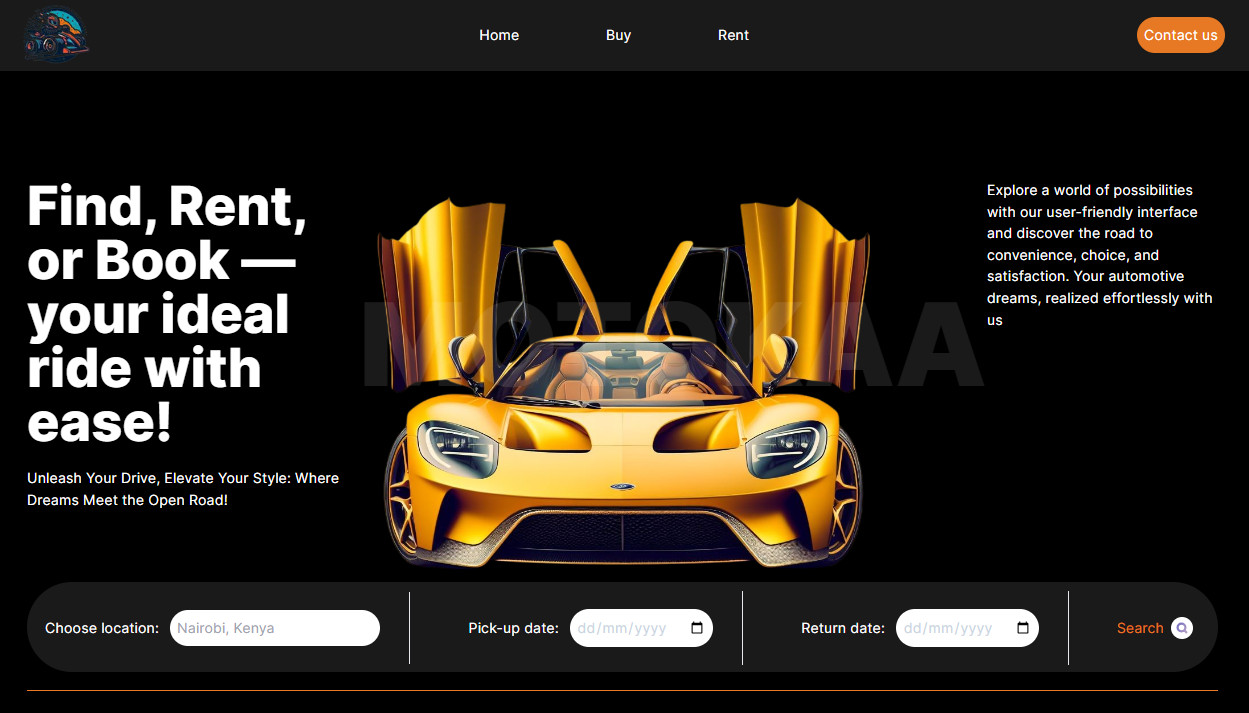 Home
Buy
Rent
Contact us
Find, Rent,
or Book —
your ideal
ride with
ease!
Unleash Your Drive, Elevate Your Style: Where
Dreams Meet the Open Road!
MOTOKAA
Explore a world of possibilities
with our user-friendly interface
and discover the road to
convenience, choice, and
satisfaction. Your automotive
dreams, realized effortlessly with
us
Choose location:
Nairobi, Kenya
Pick-up date:
dd/mm/yyyy
Return date:
dd/mm/yyyy
Search